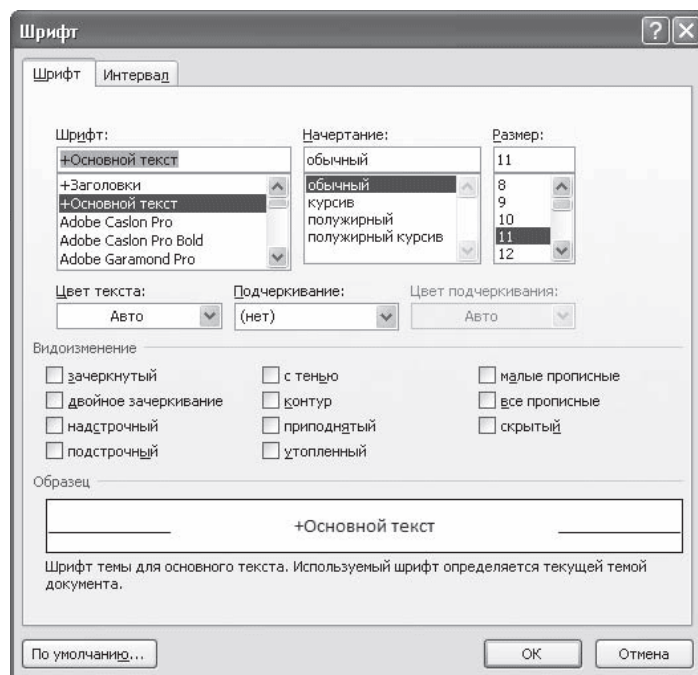 Шрифт
Шрифт Интервал
Шрифт: Начертание: Размер:
+Основной текст обычный 11
+Заголовки обычный 8
+Основной текст курсив 9
Adobe Caslon Pro полужирный 10
Adobe Caslon Pro Bold полужирный курсив 11
Adobe Garamond Pro 12
Цвет текста: Подчеркивание: Цвет подчеркивания:
Авто (нет) Авто
Видоизменение
зачеркнутый с тенью малые прописные
двойное зачеркивание контур все прописные
надстрочный приподнятый скрытый
подстрочный утопленный
Образец
+Основной текст
Шрифт темы для основного текста. Используемый шрифт определяется текущей темой
документа.
По умолчанию... ОК Отмена